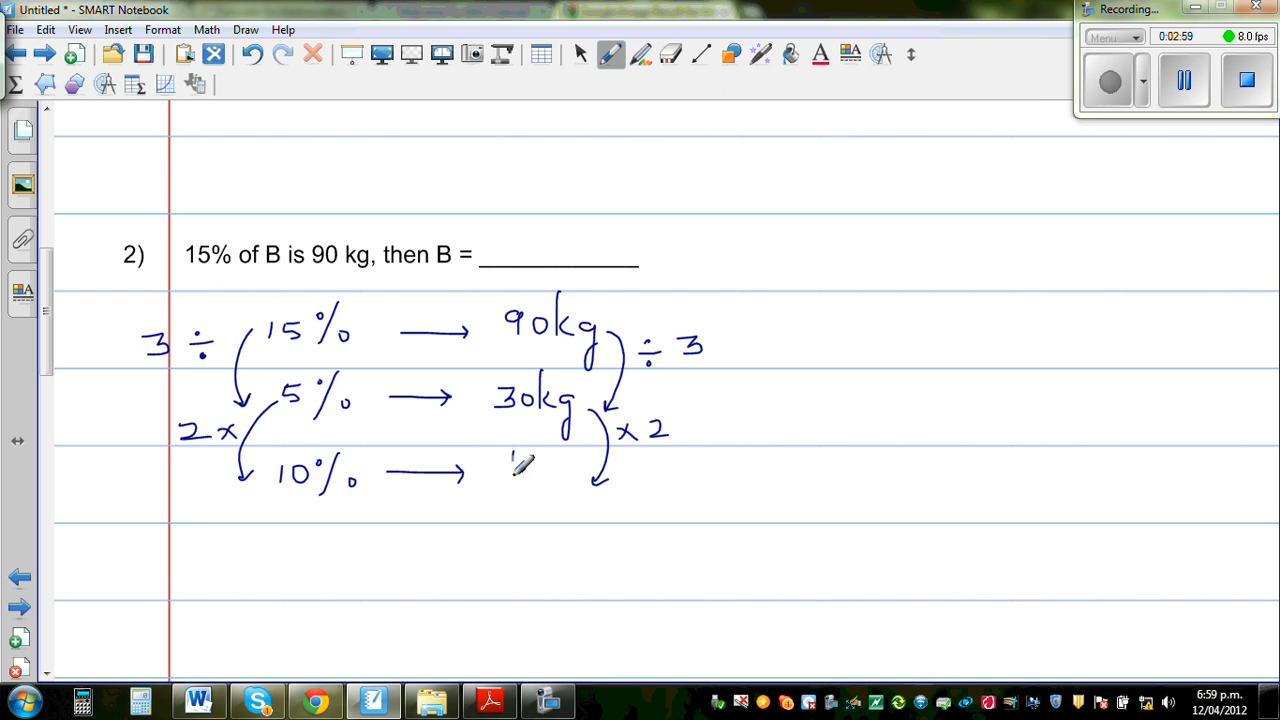 Untitled * - SMART Notebook
Recording...
File Edit View Insert Format Math Draw Help
Menu 0:02:59 8.0 fps
2) 15% of B is 90 kg, then B = ____________
3 ÷ 15% → 90kg ÷ 3
5% → 30kg
2 x x 2
10% →
6:59 p.m.
12/04/2012